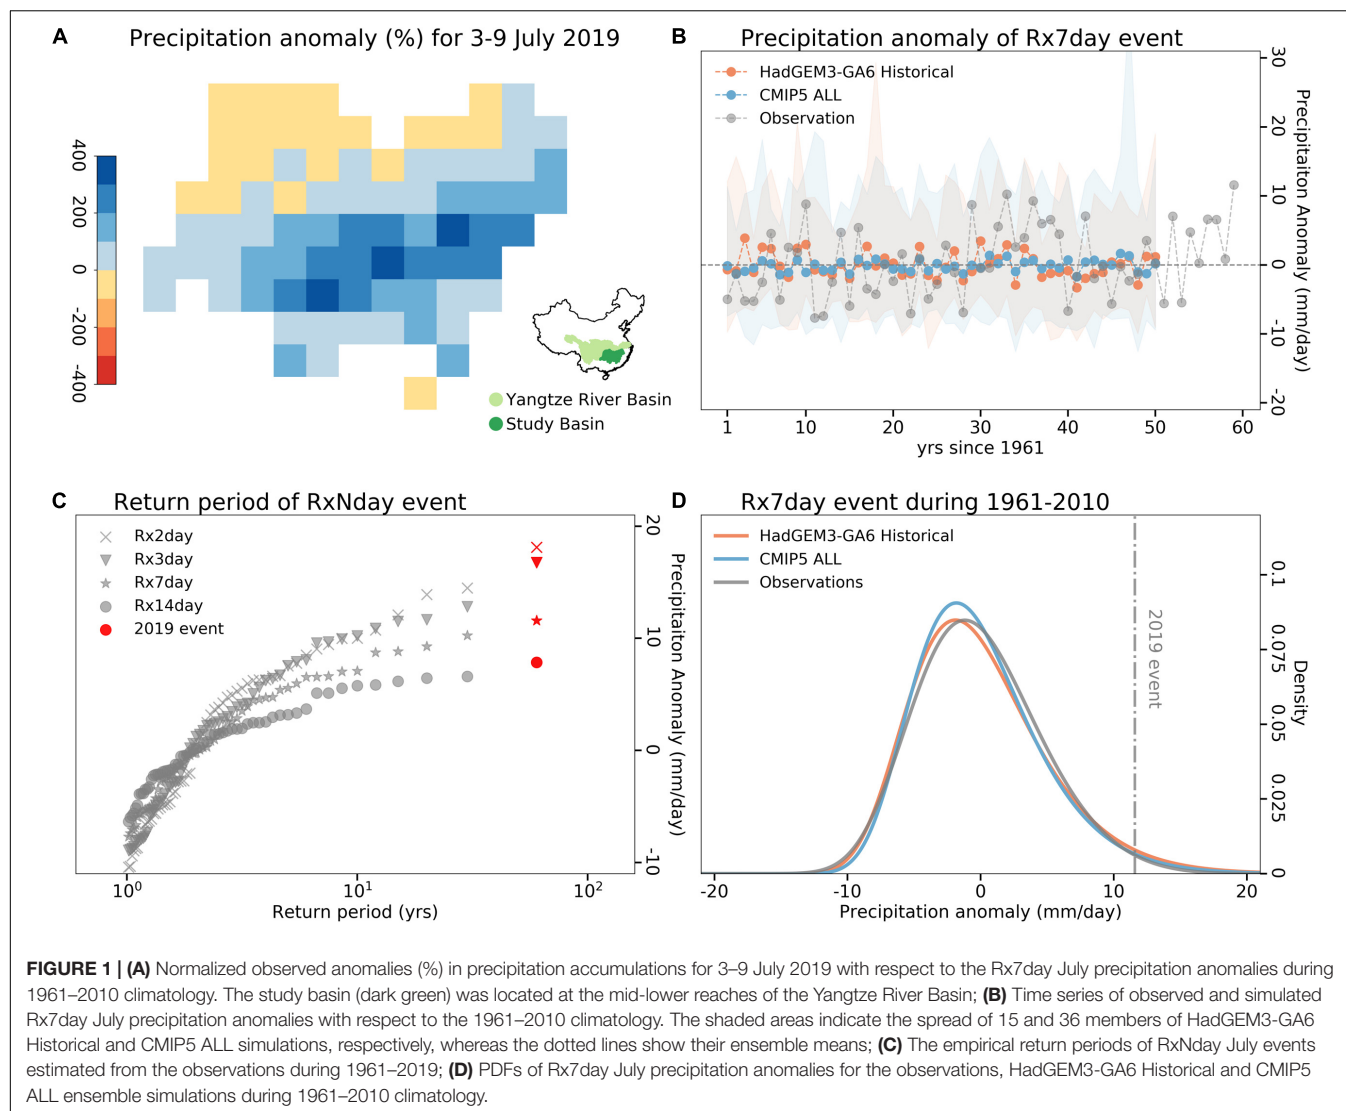 A Precipitation anomaly (%) for 3-9 July 2019
400
200
0
-200
-400
Yangtze River Basin
Study Basin
B Precipitation anomaly of Rx7day event
HadGEM3-GA6 Historical
CMIP5 ALL
Observation
30
20
10
0
-10
-20
Precipitaiton Anomaly (mm/day)
1 10 20 30 40 50 60
yrs since 1961
C Return period of RxNday event
Rx2day
Rx3day
Rx7day
Rx14day
2019 event
20
10
0
-10
Precipitaiton Anomaly (mm/day)
10⁰ 10¹ 10²
Return period (yrs)
D Rx7day event during 1961-2010
HadGEM3-GA6 Historical
CMIP5 ALL
Observations
2019 event
0.1
0.075
0.05
0.025
0
Density
-20 -10 0 10 20
Precipitation anomaly (mm/day)
FIGURE 1 | (A) Normalized observed anomalies (%) in precipitation accumulations for 3–9 July 2019 with respect to the Rx7day July precipitation anomalies during
1961–2010 climatology. The study basin (dark green) was located at the mid-lower reaches of the Yangtze River Basin; (B) Time series of observed and simulated
Rx7day July precipitation anomalies with respect to the 1961–2010 climatology. The shaded areas indicate the spread of 15 and 36 members of HadGEM3-GA6
Historical and CMIP5 ALL simulations, respectively, whereas the dotted lines show their ensemble means; (C) The empirical return periods of RxNday July events
estimated from the observations during 1961–2019; (D) PDFs of Rx7day July precipitation anomalies for the observations, HadGEM3-GA6 Historical and CMIP5
ALL ensemble simulations during 1961–2010 climatology.